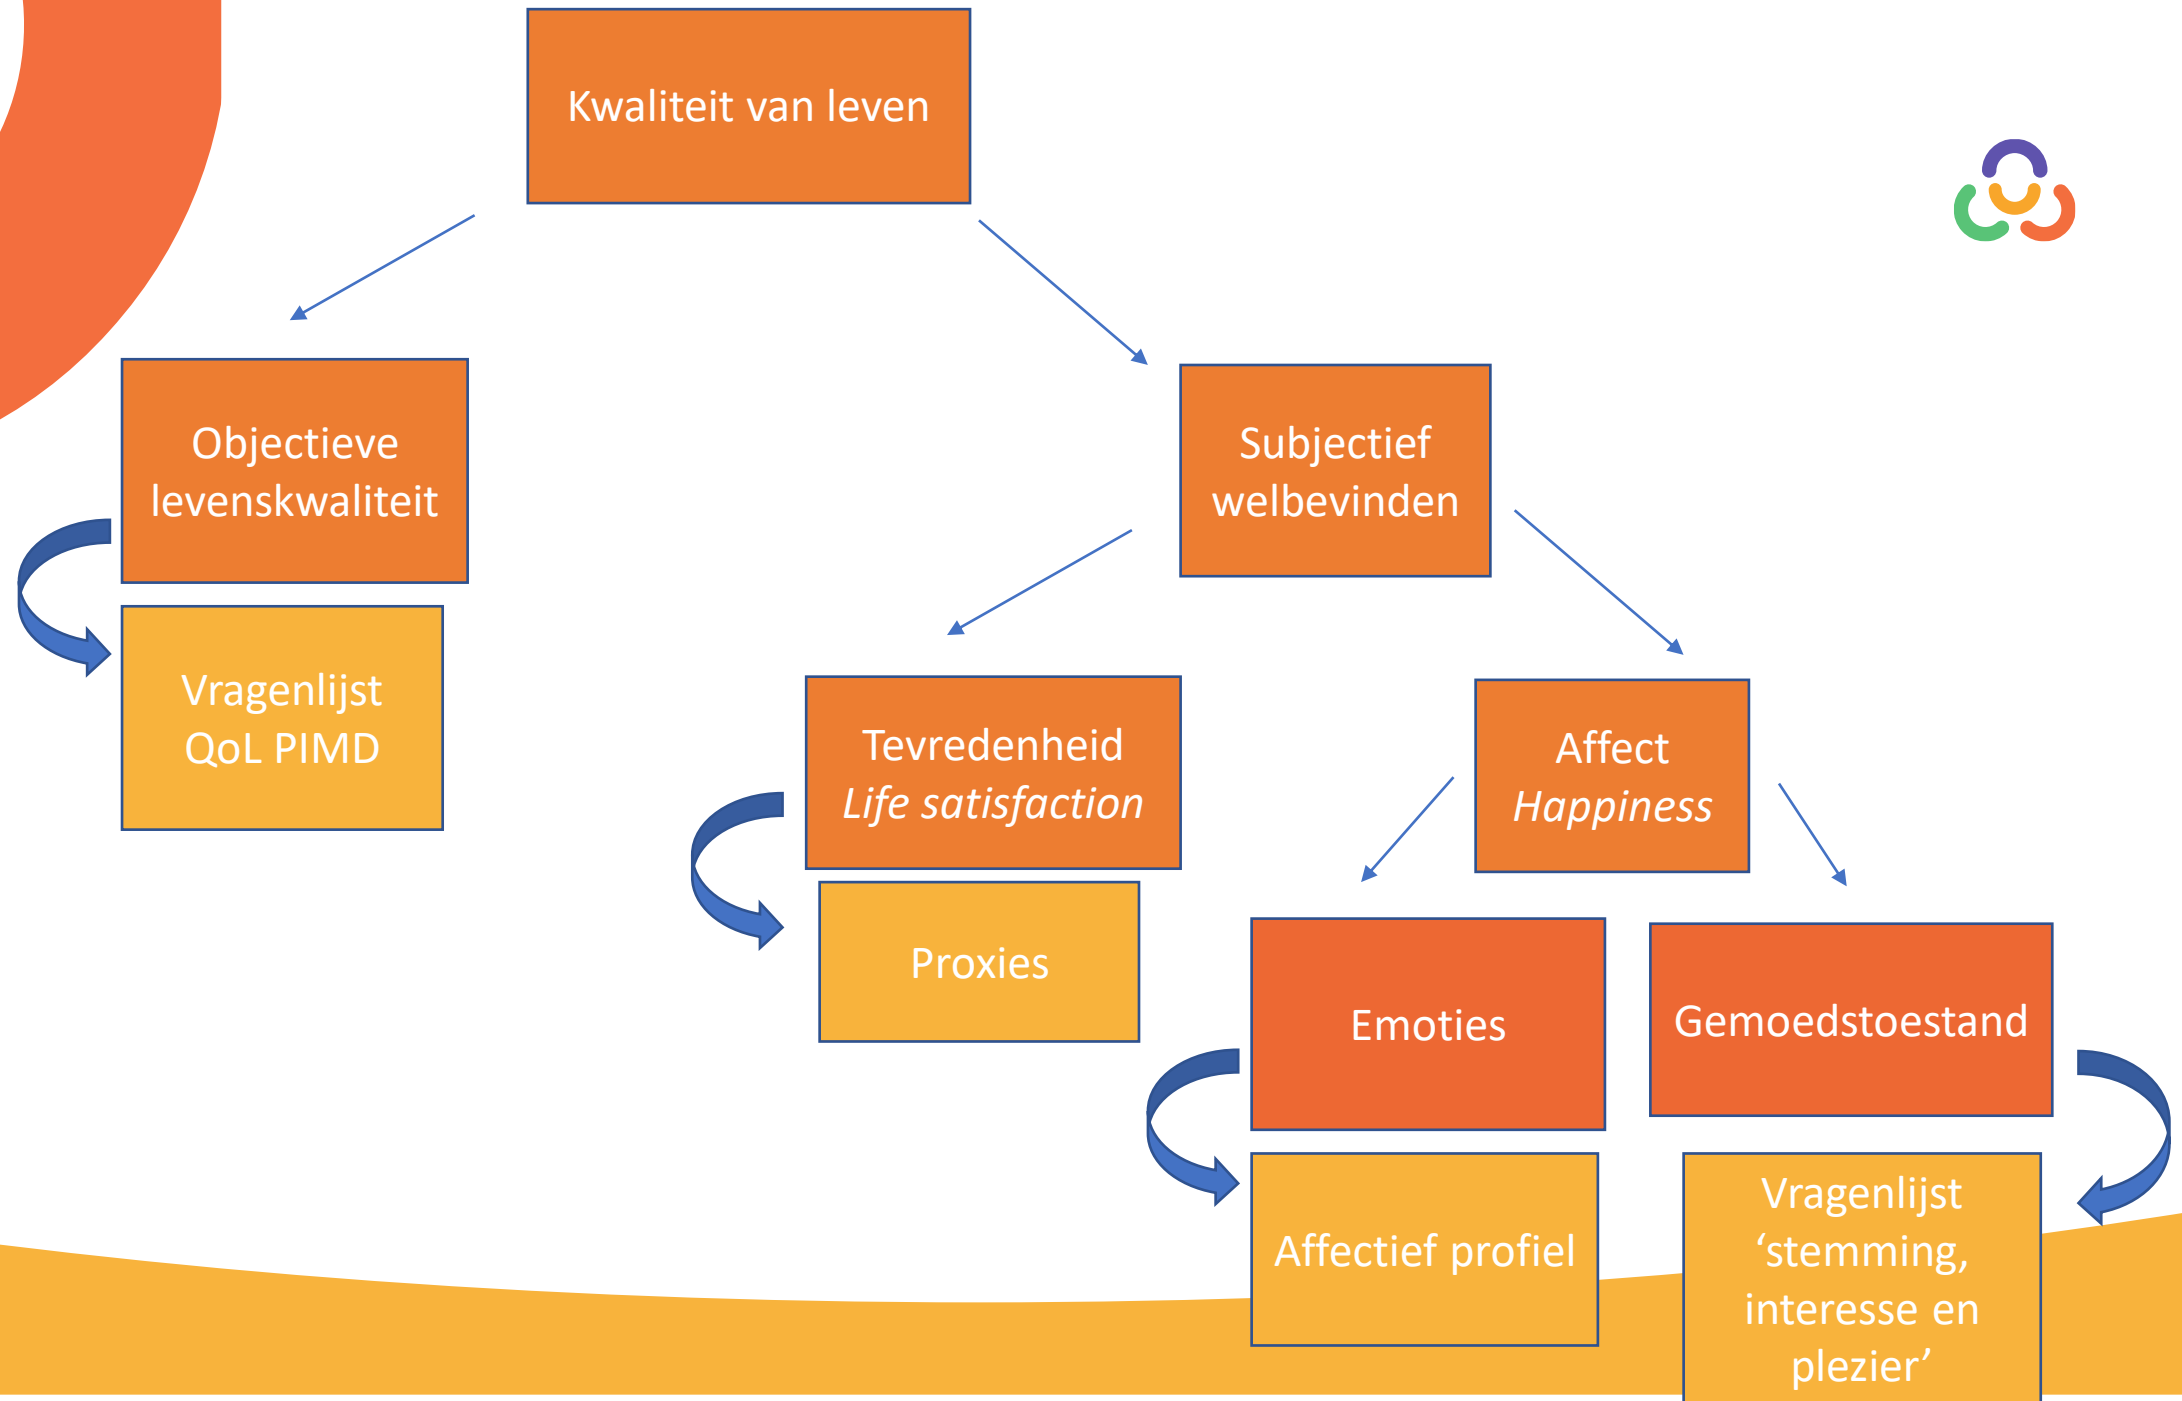 Kwaliteit van leven
Objectieve
levenskwaliteit
Subjectief
welbevinden
Vragenlijst
QoL PIMD
Tevredenheid
Life satisfaction
Affect
Happiness
Proxies
Emoties
Gemoedstoestand
Affectief profiel
Vragenlijst
‘stemming,
interesse en
plezier’